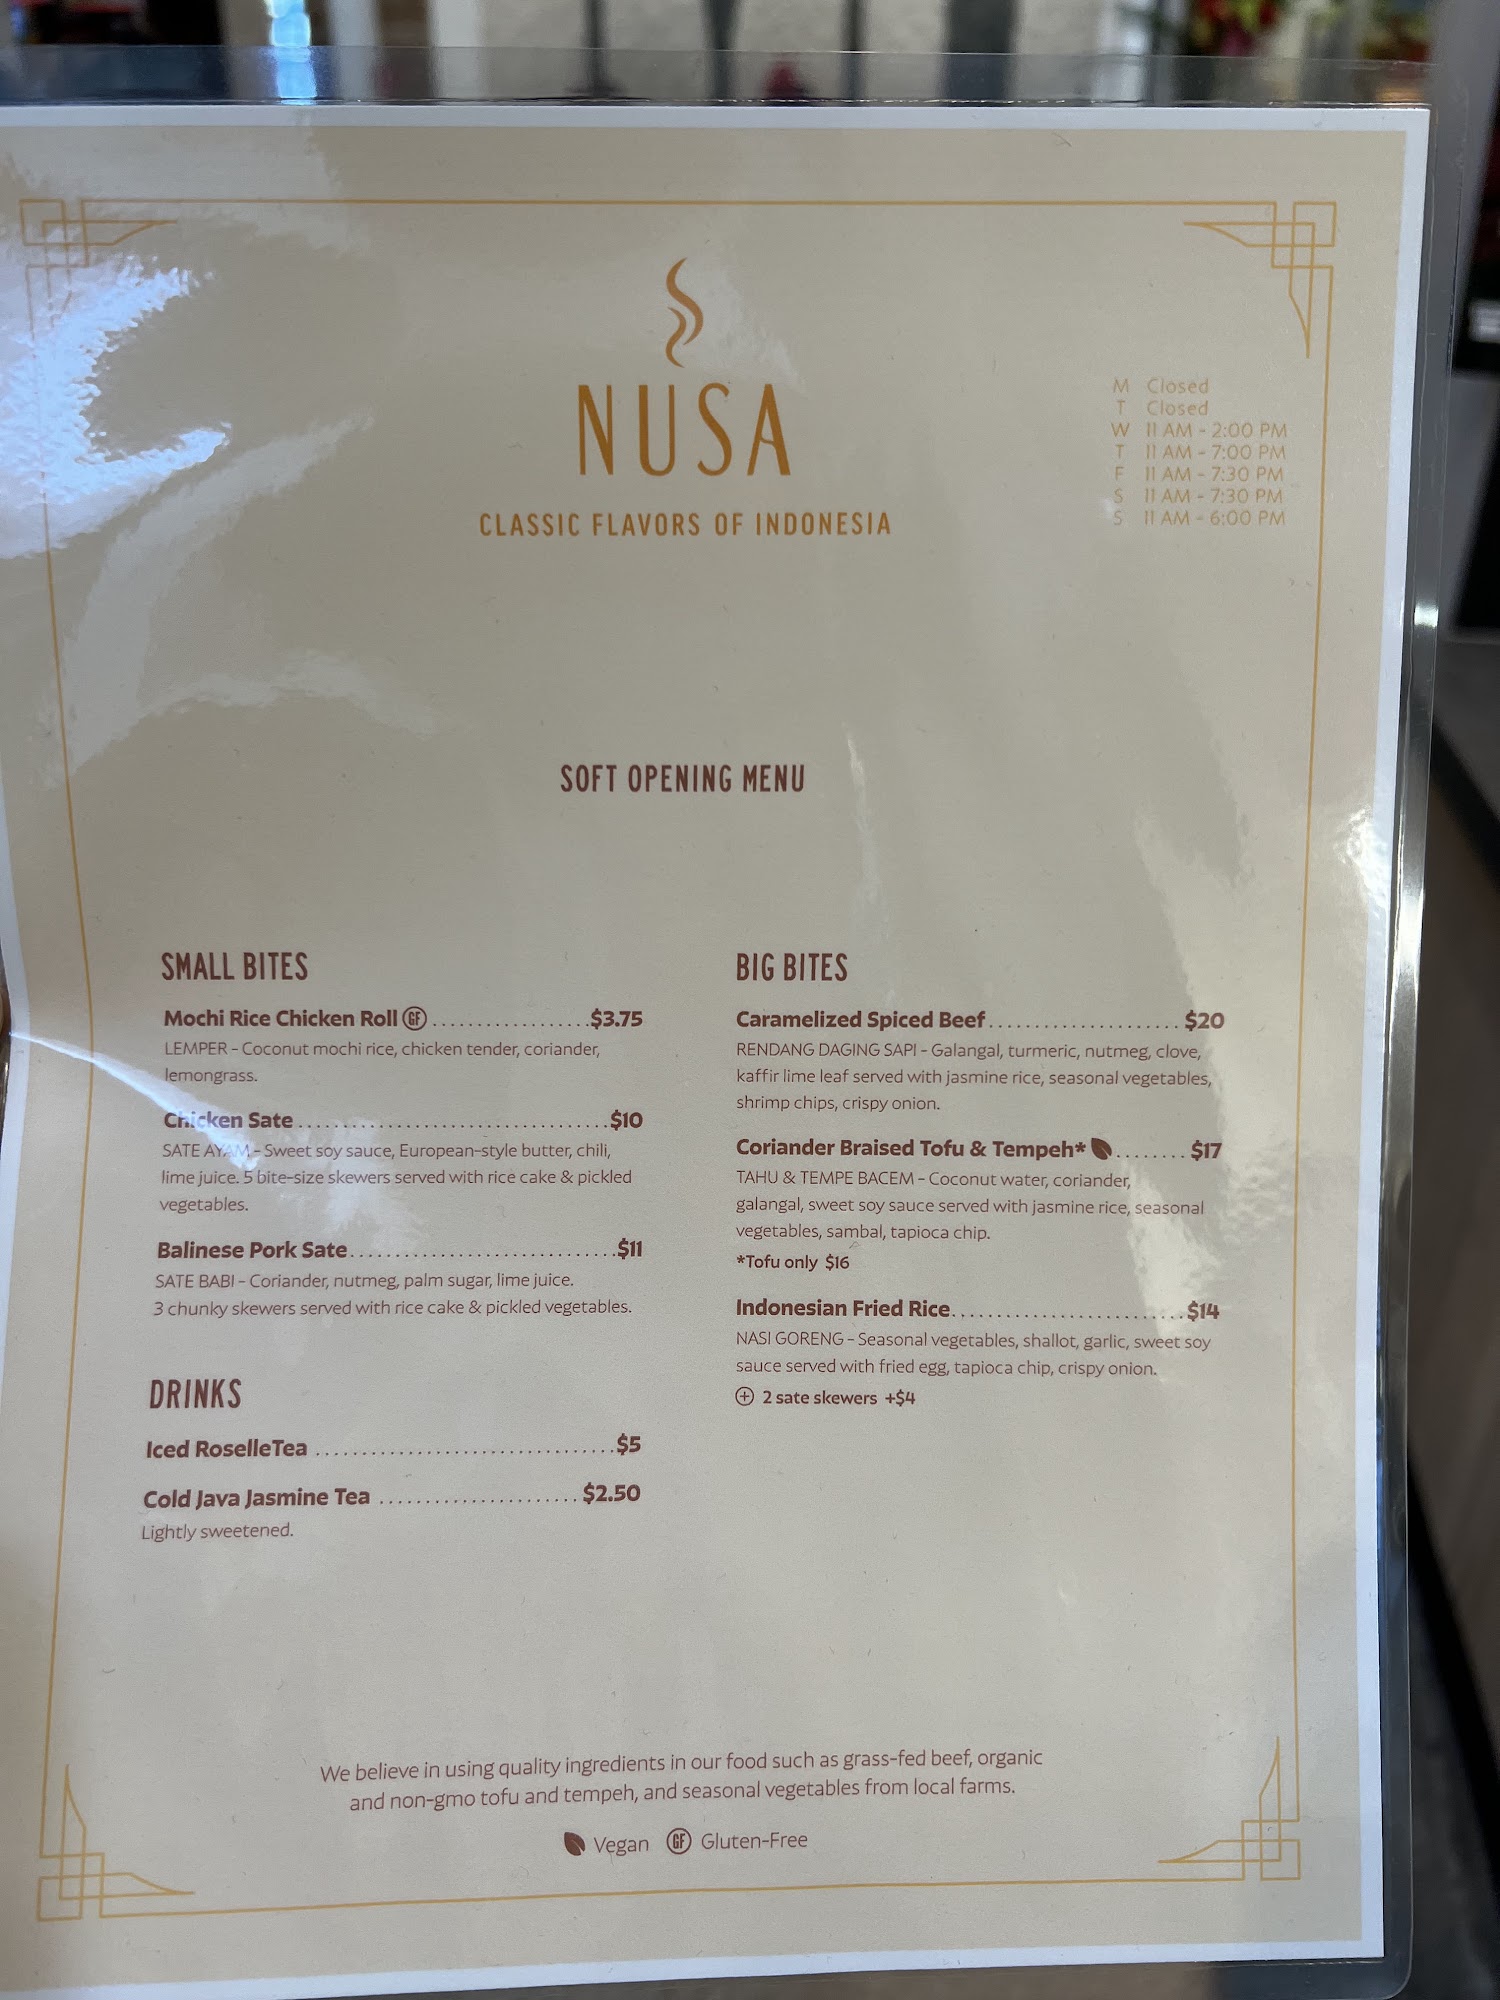 NUSA
CLASSIC FLAVORS OF INDONESIA
M Closed
T Closed
W 11 AM - 2:00 PM
T 11 AM - 7:00 PM
F 11 AM - 7:30 PM
S 11 AM - 7:30 PM
S 11 AM - 6:00 PM
SOFT OPENING MENU
SMALL BITES
Mochi Rice Chicken Roll GF ................. $3.75
LEMPER - Coconut mochi rice, chicken tender, coriander,
lemongrass.
Chicken Sate .................................. $10
SATE AYAM - Sweet soy sauce, European-style butter, chili,
lime juice. 5 bite-size skewers served with rice cake & pickled
vegetables.
Balinese Pork Sate ............................. $11
SATE BABI - Coriander, nutmeg, palm sugar, lime juice.
3 chunky skewers served with rice cake & pickled vegetables.
DRINKS
Iced RoselleTea ................................. $5
Cold Java Jasmine Tea ...................... $2.50
Lightly sweetened.
BIG BITES
Caramelized Spiced Beef ..................... $20
RENDANG DAGING SAPI - Galangal, turmeric, nutmeg, clove,
kaffir lime leaf served with jasmine rice, seasonal vegetables,
shrimp chips, crispy onion.
Coriander Braised Tofu & Tempeh* ........ $17
TAHU & TEMPE BACEM - Coconut water, coriander,
galangal, sweet soy sauce served with jasmine rice, seasonal
vegetables, sambal, tapioca chip.
*Tofu only $16
Indonesian Fried Rice ......................... $14
NASI GORENG - Seasonal vegetables, shallot, garlic, sweet soy
sauce served with fried egg, tapioca chip, crispy onion.
⊕ 2 sate skewers +$4
We believe in using quality ingredients in our food such as grass-fed beef, organic
and non-gmo tofu and tempeh, and seasonal vegetables from local farms.
Vegan GF Gluten-Free